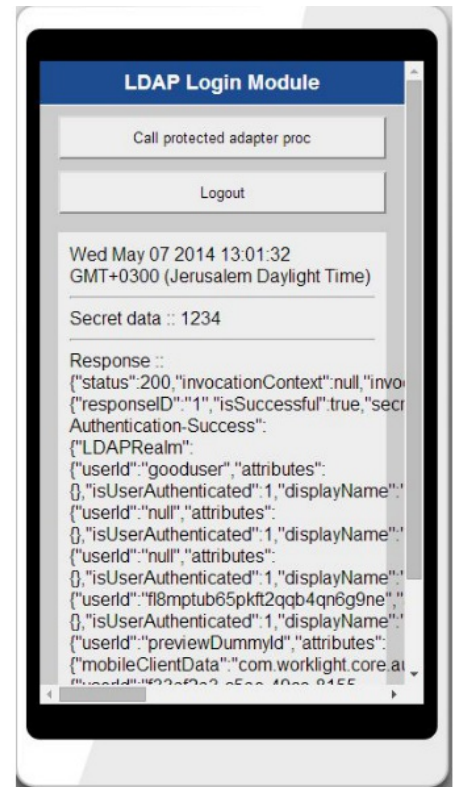 LDAP Login Module
Call protected adapter proc
Logout
Wed May 07 2014 13:01:32
GMT+0300 (Jerusalem Daylight Time)
Secret data :: 1234
Response ::
{"status":200,"invocationContext":null,"invo
{"responseID":"1","isSuccessful":true,"secr
Authentication-Success":
{"LDAPRealm":
{"userId":"gooduser","attributes":
{},"isUserAuthenticated":1,"displayName":"
{"userId":"null","attributes":
{},"isUserAuthenticated":1,"displayName":"
{"userId":"null","attributes":
{},"isUserAuthenticated":1,"displayName":"
{"userId":"fl8mptub65pkft2qqb4qn6g9ne","
{},"isUserAuthenticated":1,"displayName":"
{"userId":"previewDummyId","attributes":
{"mobileClientData":"com.worklight.core.au